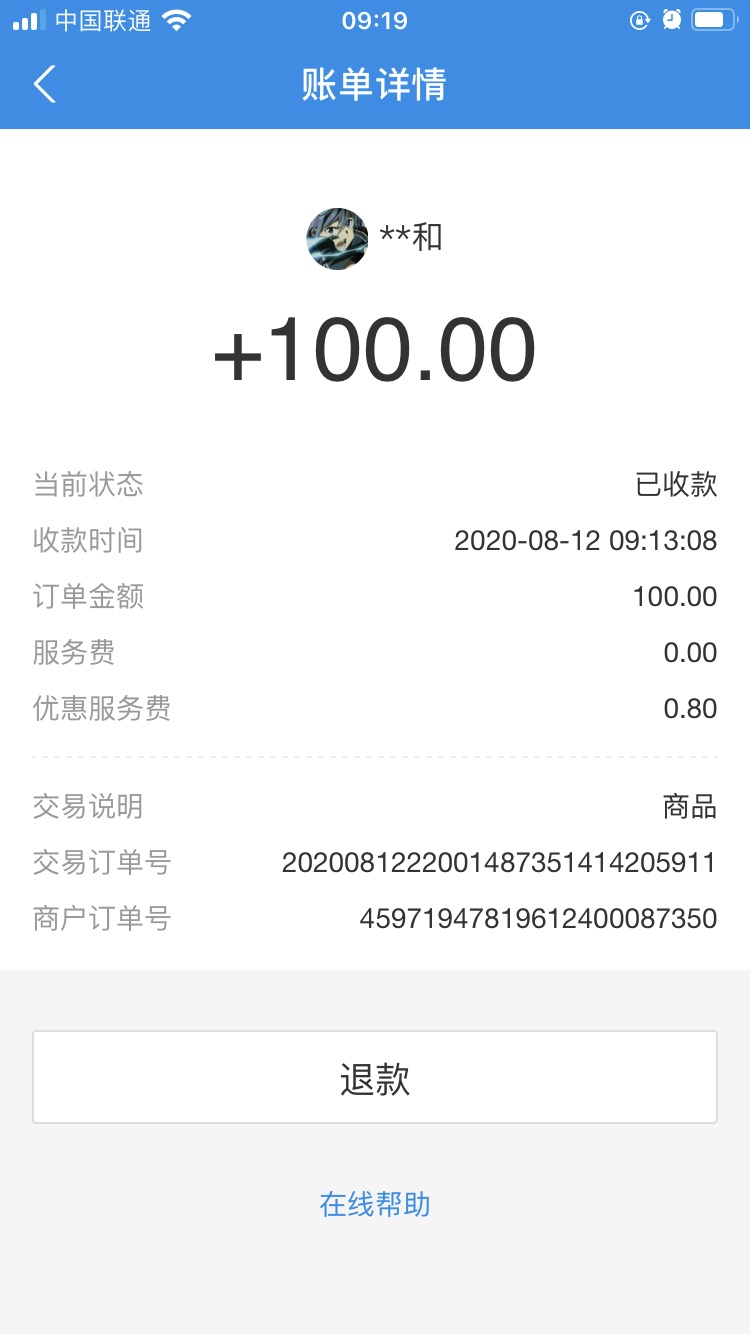 中国联通 09:19
账单详情
**和
+100.00
当前状态 已收款
收款时间 2020-08-12 09:13:08
订单金额 100.00
服务费 0.00
优惠服务费 0.80
交易说明 商品
交易订单号 2020081222001487351414205911
商户订单号 45971947819612400087350
退款
在线帮助